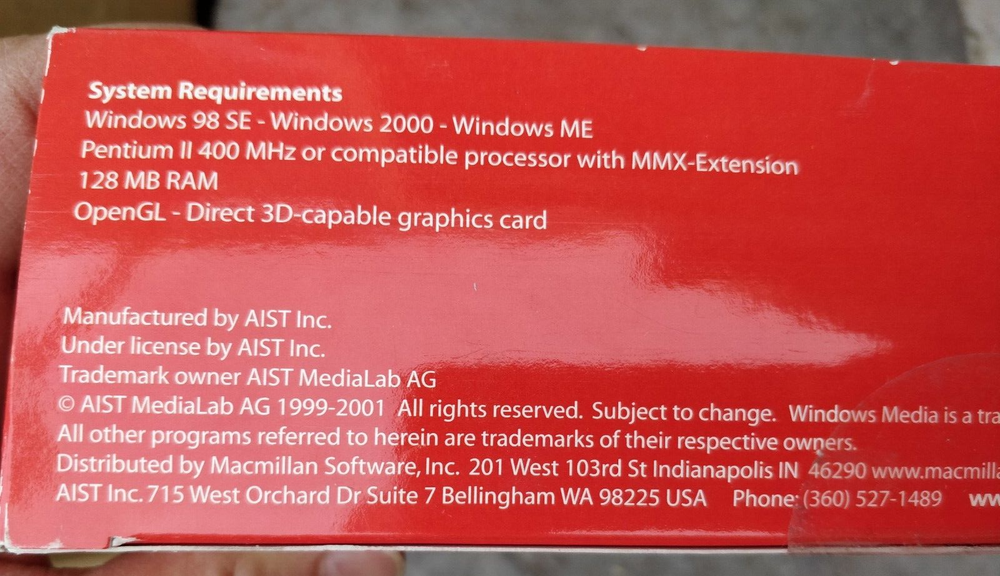 System Requirements
Windows 98 SE - Windows 2000 - Windows ME
Pentium II 400 MHz or compatible processor with MMX-Extension
128 MB RAM
OpenGL - Direct 3D-capable graphics card
Manufactured by AIST Inc.
Under license by AIST Inc.
Trademark owner AIST MediaLab AG
© AIST MediaLab AG 1999-2001 All rights reserved. Subject to change. Windows Media is a
All other programs referred to herein are trademarks of their respective owners.
Distributed by Macmillan Software, Inc. 201 West 103rd St Indianapolis IN 46290
AIST Inc. 715 West Orchard Dr Suite 7 Bellingham WA 98225 USA Phone: (360) 527-1489